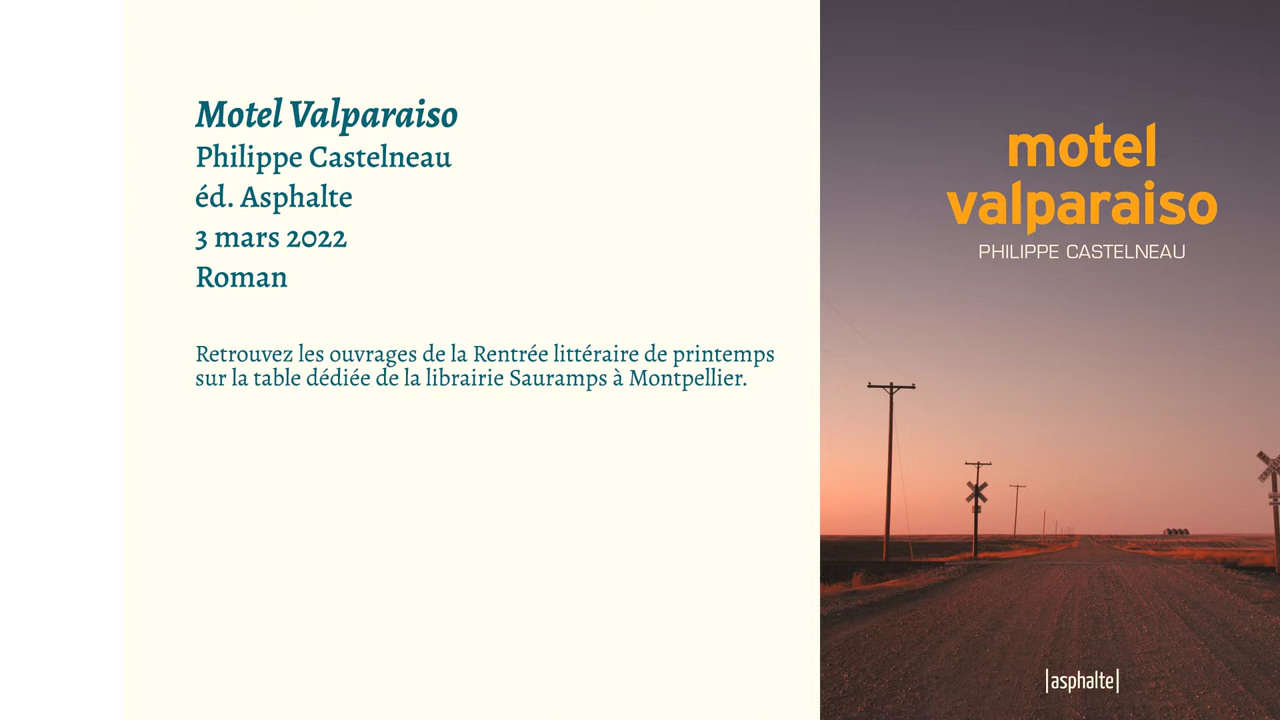 Motel Valparaiso
Philippe Castelneau
éd. Asphalte
3 mars 2022
Roman
Retrouvez les ouvrages de la Rentrée littéraire de printemps
sur la table dédiée de la librairie Sauramps à Montpellier.
motel
valparaiso
PHILIPPE CASTELNEAU
|asphalte|